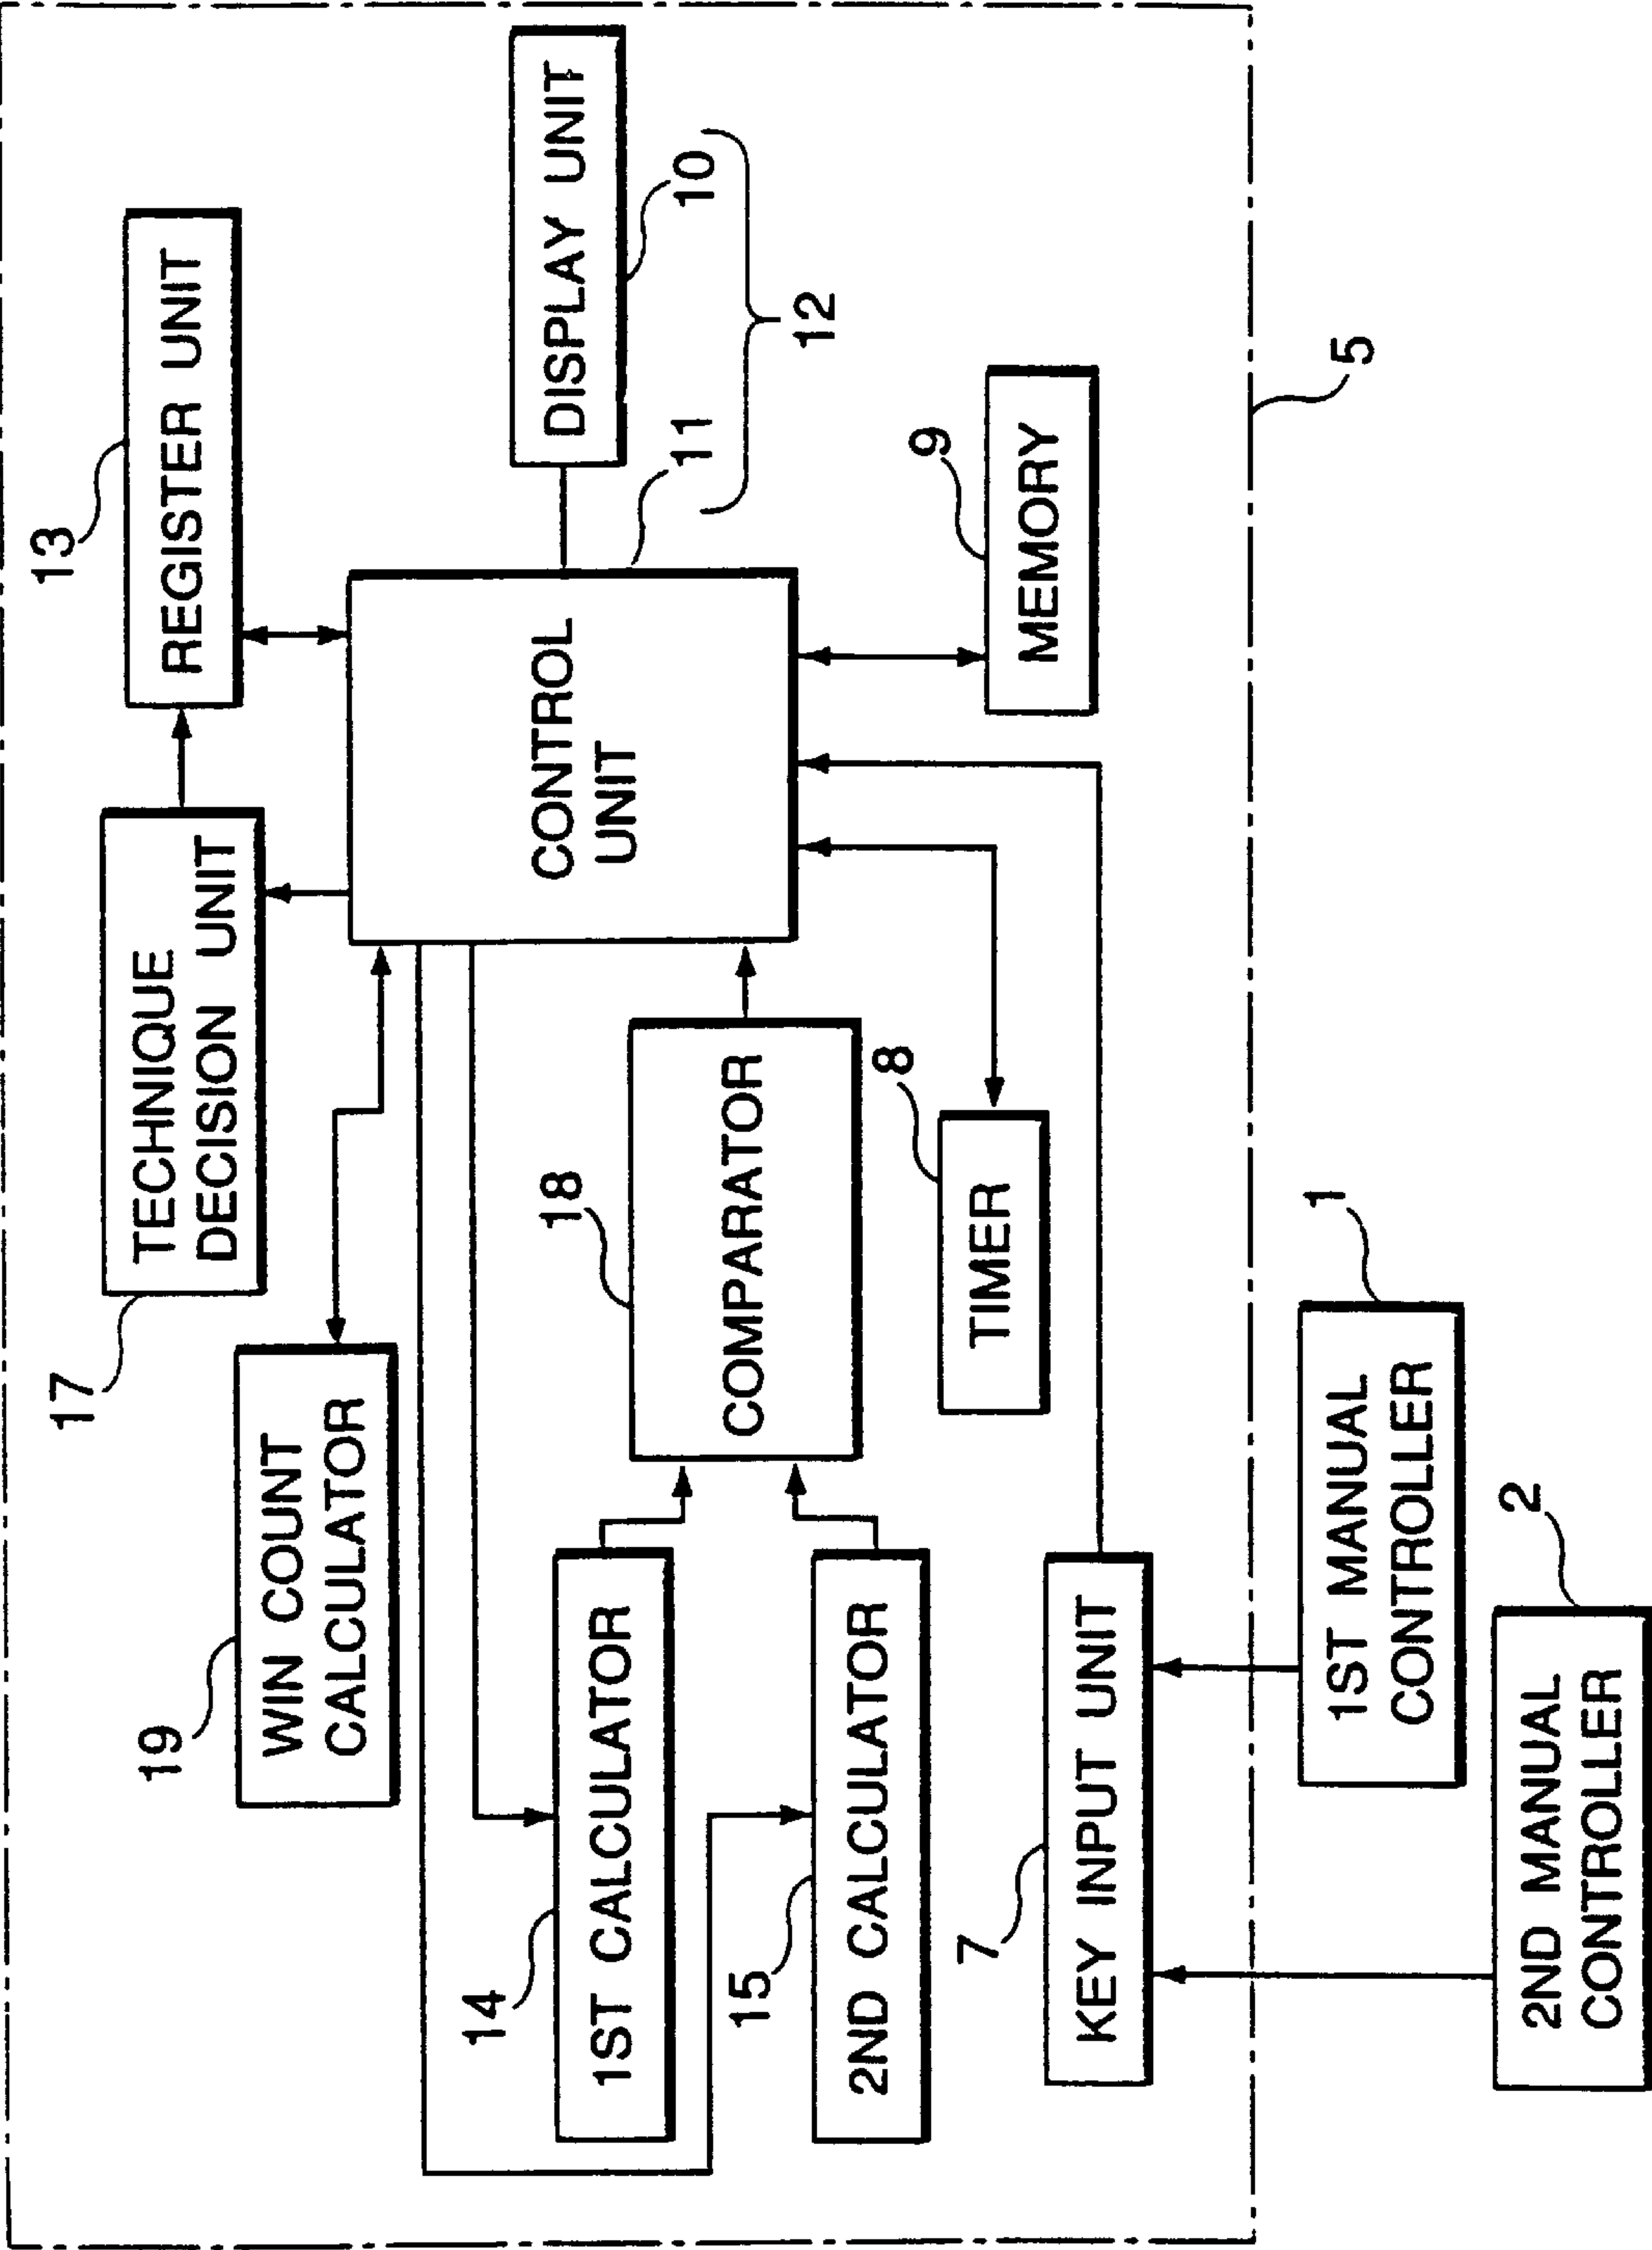 17
TECHNIQUE
DECISION UNIT
13
REGISTER UNIT
19
WIN COUNT
CALCULATOR
CONTROL
UNIT
11
DISPLAY UNIT
10
12
14
1ST CALCULATOR
18
COMPARATOR
15
2ND CALCULATOR
8
TIMER
9
MEMORY
7
KEY INPUT UNIT
5
1
1ST MANUAL
CONTROLLER
2
2ND MANUAL
CONTROLLER